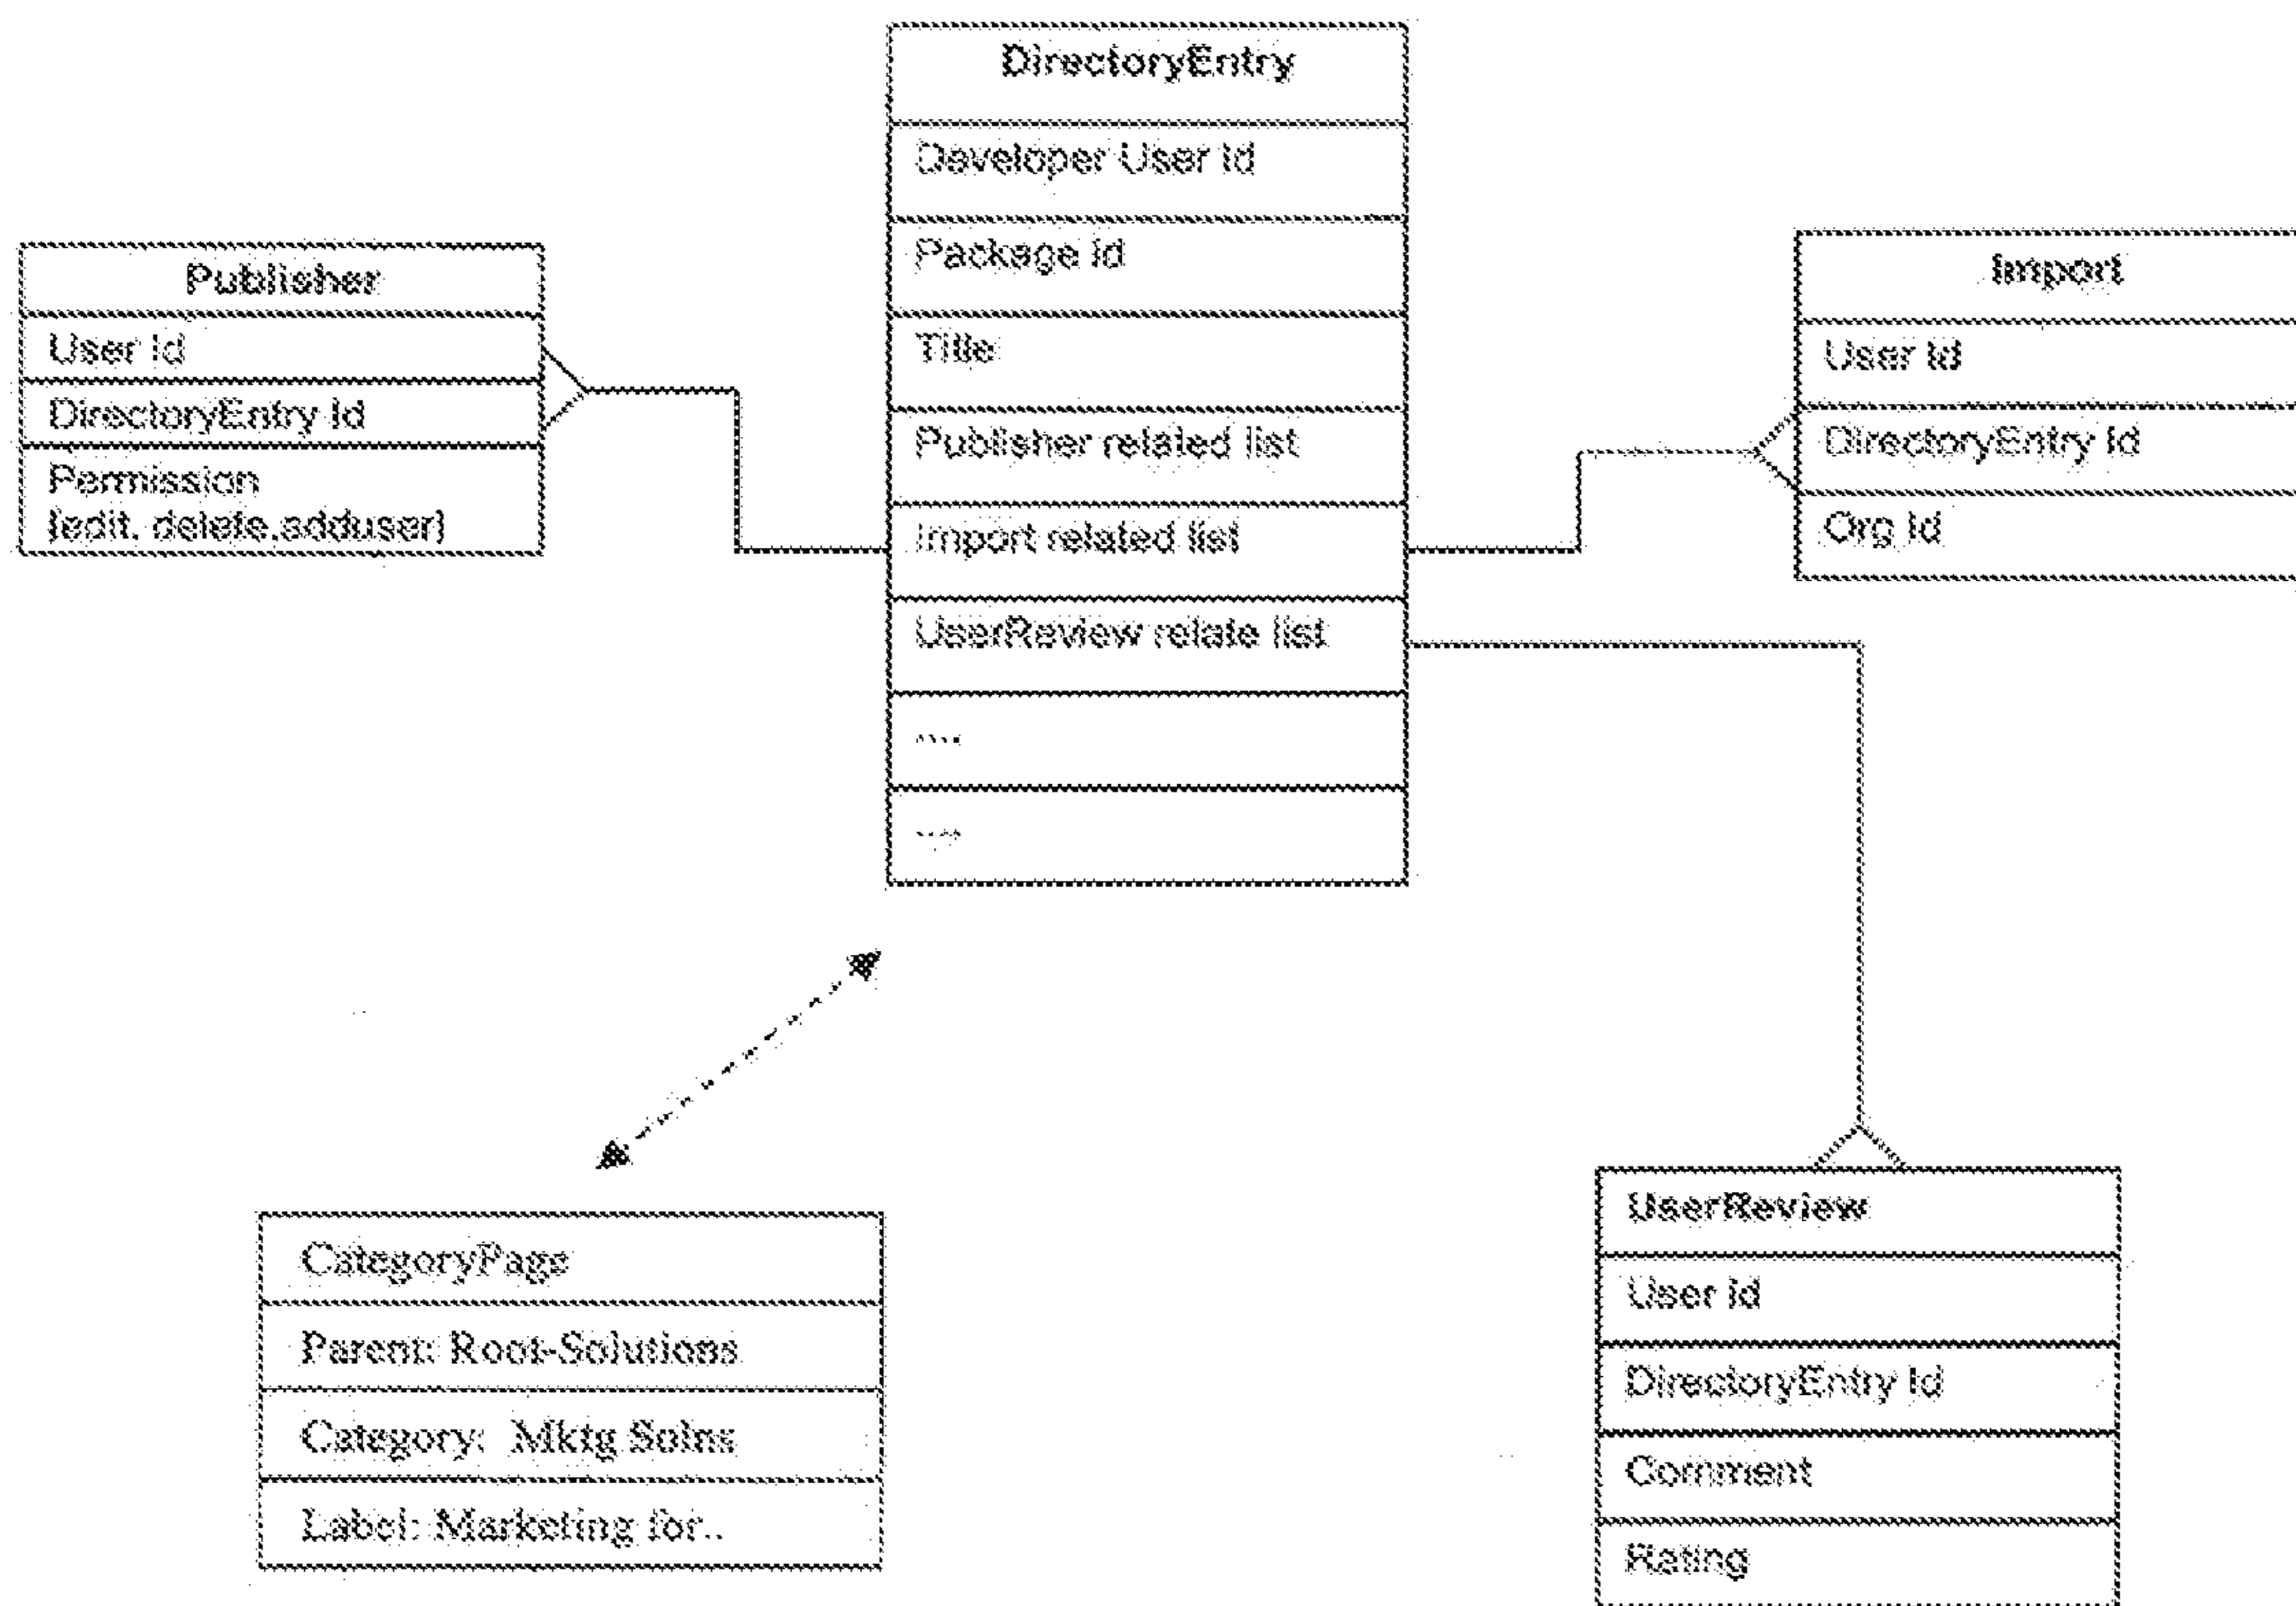 DirectoryEntry
Developer User Id
Package Id
Title
Publisher related list
Import related list
UserReview relate list
....
....
Publisher
User Id
DirectoryEntry Id
Permission
{edit, delete,adduser}
Import
User Id
DirectoryEntry Id
Org Id
CategoryPage
Parent: Root-Solutions
Category: Mktg Solns
Label: Marketing for..
UserReview
User Id
DirectoryEntry Id
Comment
Rating